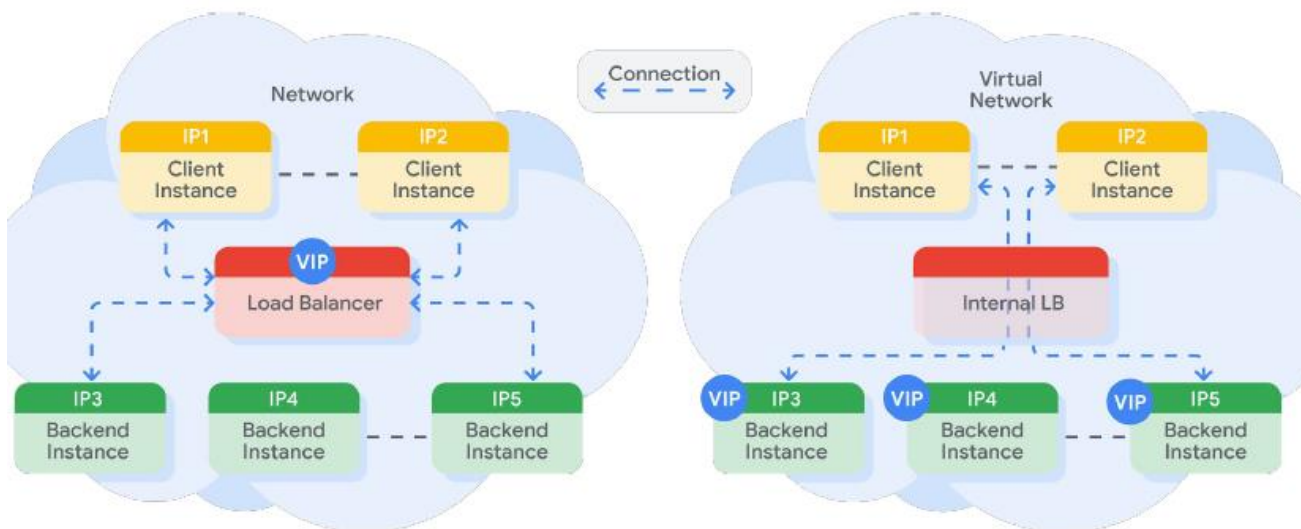 Network
IP1
Client
Instance
IP2
Client
Instance
VIP
Load Balancer
IP3
Backend
Instance
IP4
Backend
Instance
IP5
Backend
Instance
Connection
Virtual
Network
IP1
Client
Instance
IP2
Client
Instance
Internal LB
VIP
IP3
Backend
Instance
VIP
IP4
Backend
Instance
VIP
IP5
Backend
Instance